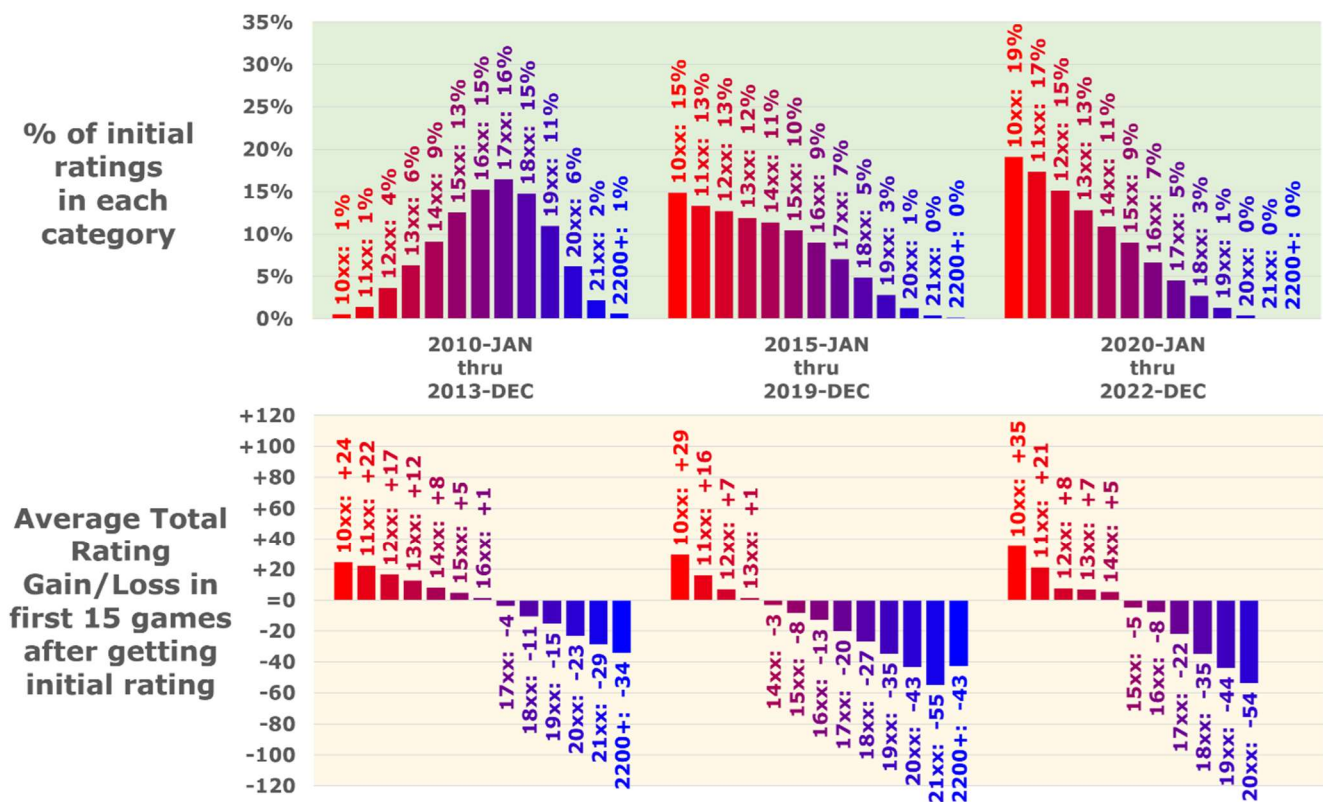 % of initial
ratings
in each
category
35%
30%
25%
20%
15%
10%
5%
0%
10xx: 1%
11xx: 1%
12xx: 4%
13xx: 6%
14xx: 9%
15xx: 13%
16xx: 15%
17xx: 16%
18xx: 15%
19xx: 11%
20xx: 6%
21xx: 2%
2200+: 1%
10xx: 15%
11xx: 13%
12xx: 13%
13xx: 12%
14xx: 11%
15xx: 10%
16xx: 9%
17xx: 7%
18xx: 5%
19xx: 3%
20xx: 1%
21xx: 0%
2200+: 0%
10xx: 19%
11xx: 17%
12xx: 15%
13xx: 13%
14xx: 11%
15xx: 9%
16xx: 7%
17xx: 5%
18xx: 3%
19xx: 1%
20xx: 0%
21xx: 0%
2200+: 0%
2010-JAN
thru
2013-DEC
2015-JAN
thru
2019-DEC
2020-JAN
thru
2022-DEC
Average Total
Rating
Gain/Loss in
first 15 games
after getting
initial rating
+120
+100
+80
+60
+40
+20
=0
-20
-40
-60
-80
-100
-120
10xx: +24
11xx: +22
12xx: +17
13xx: +12
14xx: +8
15xx: +5
16xx: +1
17xx: -4
18xx: -11
19xx: -15
20xx: -23
21xx: -29
2200+: -34
10xx: +29
11xx: +16
12xx: +7
13xx: +1
14xx: -3
15xx: -8
16xx: -13
17xx: -20
18xx: -27
19xx: -35
20xx: -43
21xx: -55
2200+: -43
10xx: +35
11xx: +21
12xx: +8
13xx: +7
14xx: +5
15xx: -5
16xx: -8
17xx: -22
18xx: -35
19xx: -44
20xx: -54